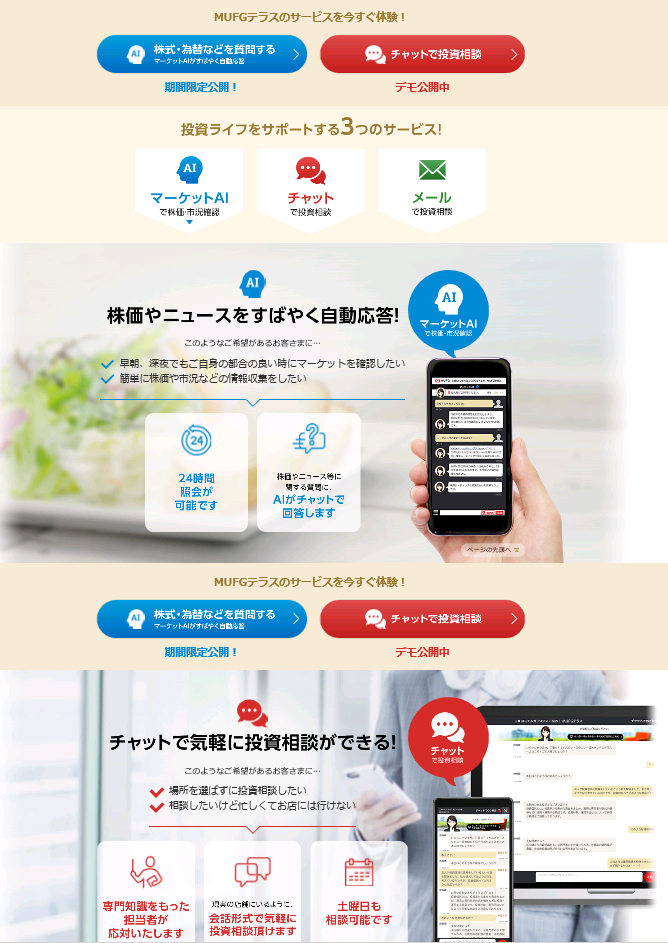 MUFGテラスのサービスを今すぐ体験！
AI 株式・為替などを質問する
マーケットAIがすばやく自動応答
チャットで投資相談
期間限定公開！
デモ公開中
投資ライフをサポートする3つのサービス！
AI
マーケットAI
で株価・市況確認
チャット
で投資相談
メール
で投資相談
AI
株価やニュースをすばやく自動応答!
このようなご希望があるお客さまに…
早朝、深夜でもご自身の都合の良い時にマーケットを確認したい
簡単に株価や市況などの情報収集をしたい
AI
マーケットAI
で株価・市況確認
24
24時間
照会が
可能です
株価やニュース等に
関する質問に、
AIがチャットで
回答します
ページの先頭へ
MUFGテラスのサービスを今すぐ体験！
AI 株式・為替などを質問する
マーケットAIがすばやく自動応答
チャットで投資相談
期間限定公開！
デモ公開中
チャットで気軽に投資相談ができる!
このようなご希望があるお客さまに…
場所を選ばずに投資相談したい
相談したいけど忙しくてお店には行けない
チャット
で投資相談
専門知識をもった
担当者が
応対いたします
現実の店舗にいるように、
会話形式で気軽に
投資相談頂けます
土曜日も
相談可能です